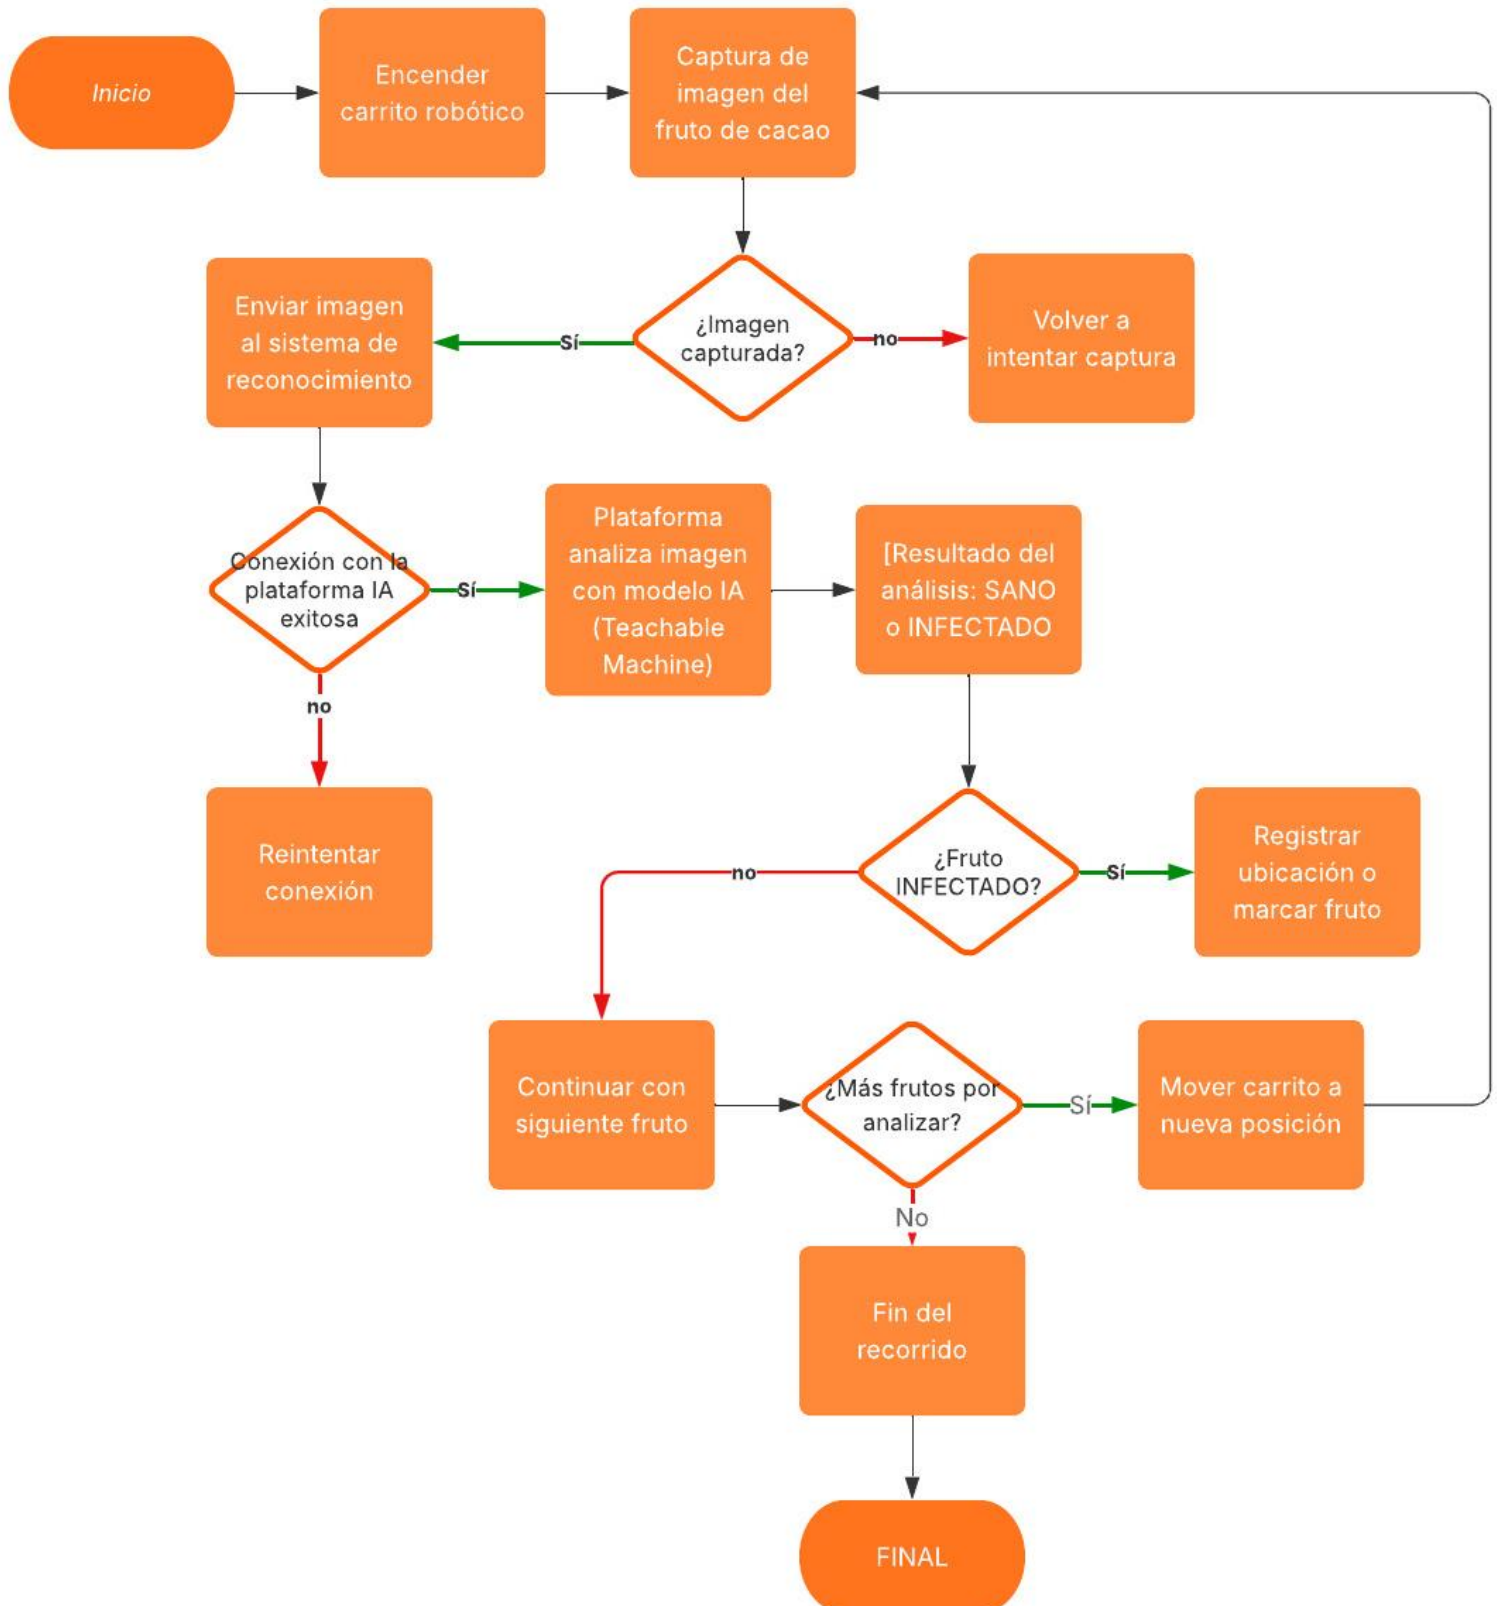 Inicio
Encender
carrito robótico
Captura de
imagen del
fruto de cacao
Enviar imagen
al sistema de
reconocimiento
Sí
¿Imagen
capturada?
no
Volver a
intentar captura
Conexión con la
plataforma IA
exitosa
Sí
Plataforma
analiza imagen
con modelo IA
(Teachable
Machine)
[Resultado del
análisis: SANO
o INFECTADO
no
Reintentar
conexión
no
¿Fruto
INFECTADO?
Sí
Registrar
ubicación o
marcar fruto
Continuar con
siguiente fruto
¿Más frutos por
analizar?
Sí
Mover carrito a
nueva posición
No
Fin del
recorrido
FINAL